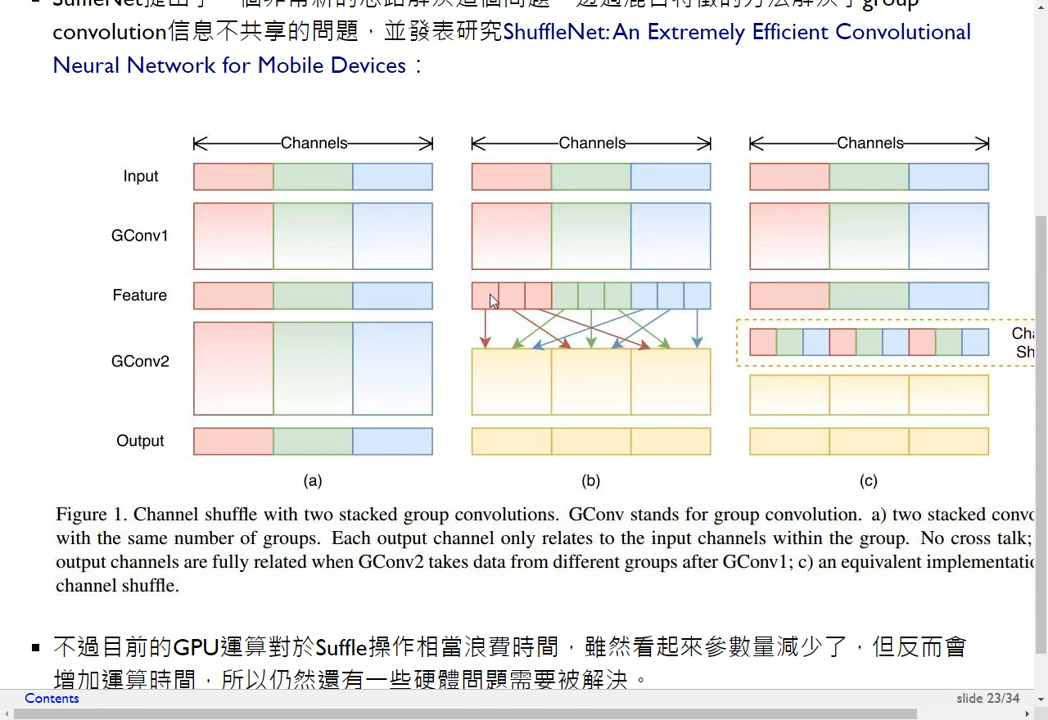 convolution信息不共享的問題，並發表研究ShuffleNet: An Extremely Efficient Convolutional
Neural Network for Mobile Devices：
Channels Channels Channels
Input
GConv1
Feature
GConv2
Output
(a) (b) (c)
Figure 1. Channel shuffle with two stacked group convolutions. GConv stands for group convolution. a) two stacked
with the same number of groups. Each output channel only relates to the input channels within the group. No cross talk;
output channels are fully related when GConv2 takes data from different groups after GConv1; c) an equivalent
channel shuffle.
▪ 不過目前的GPU運算對於Suffle操作相當浪費時間，雖然看起來參數量減少了，但反而會
增加運算時間，所以仍然還有一些硬體問題需要被解決。
Contents slide 23/34